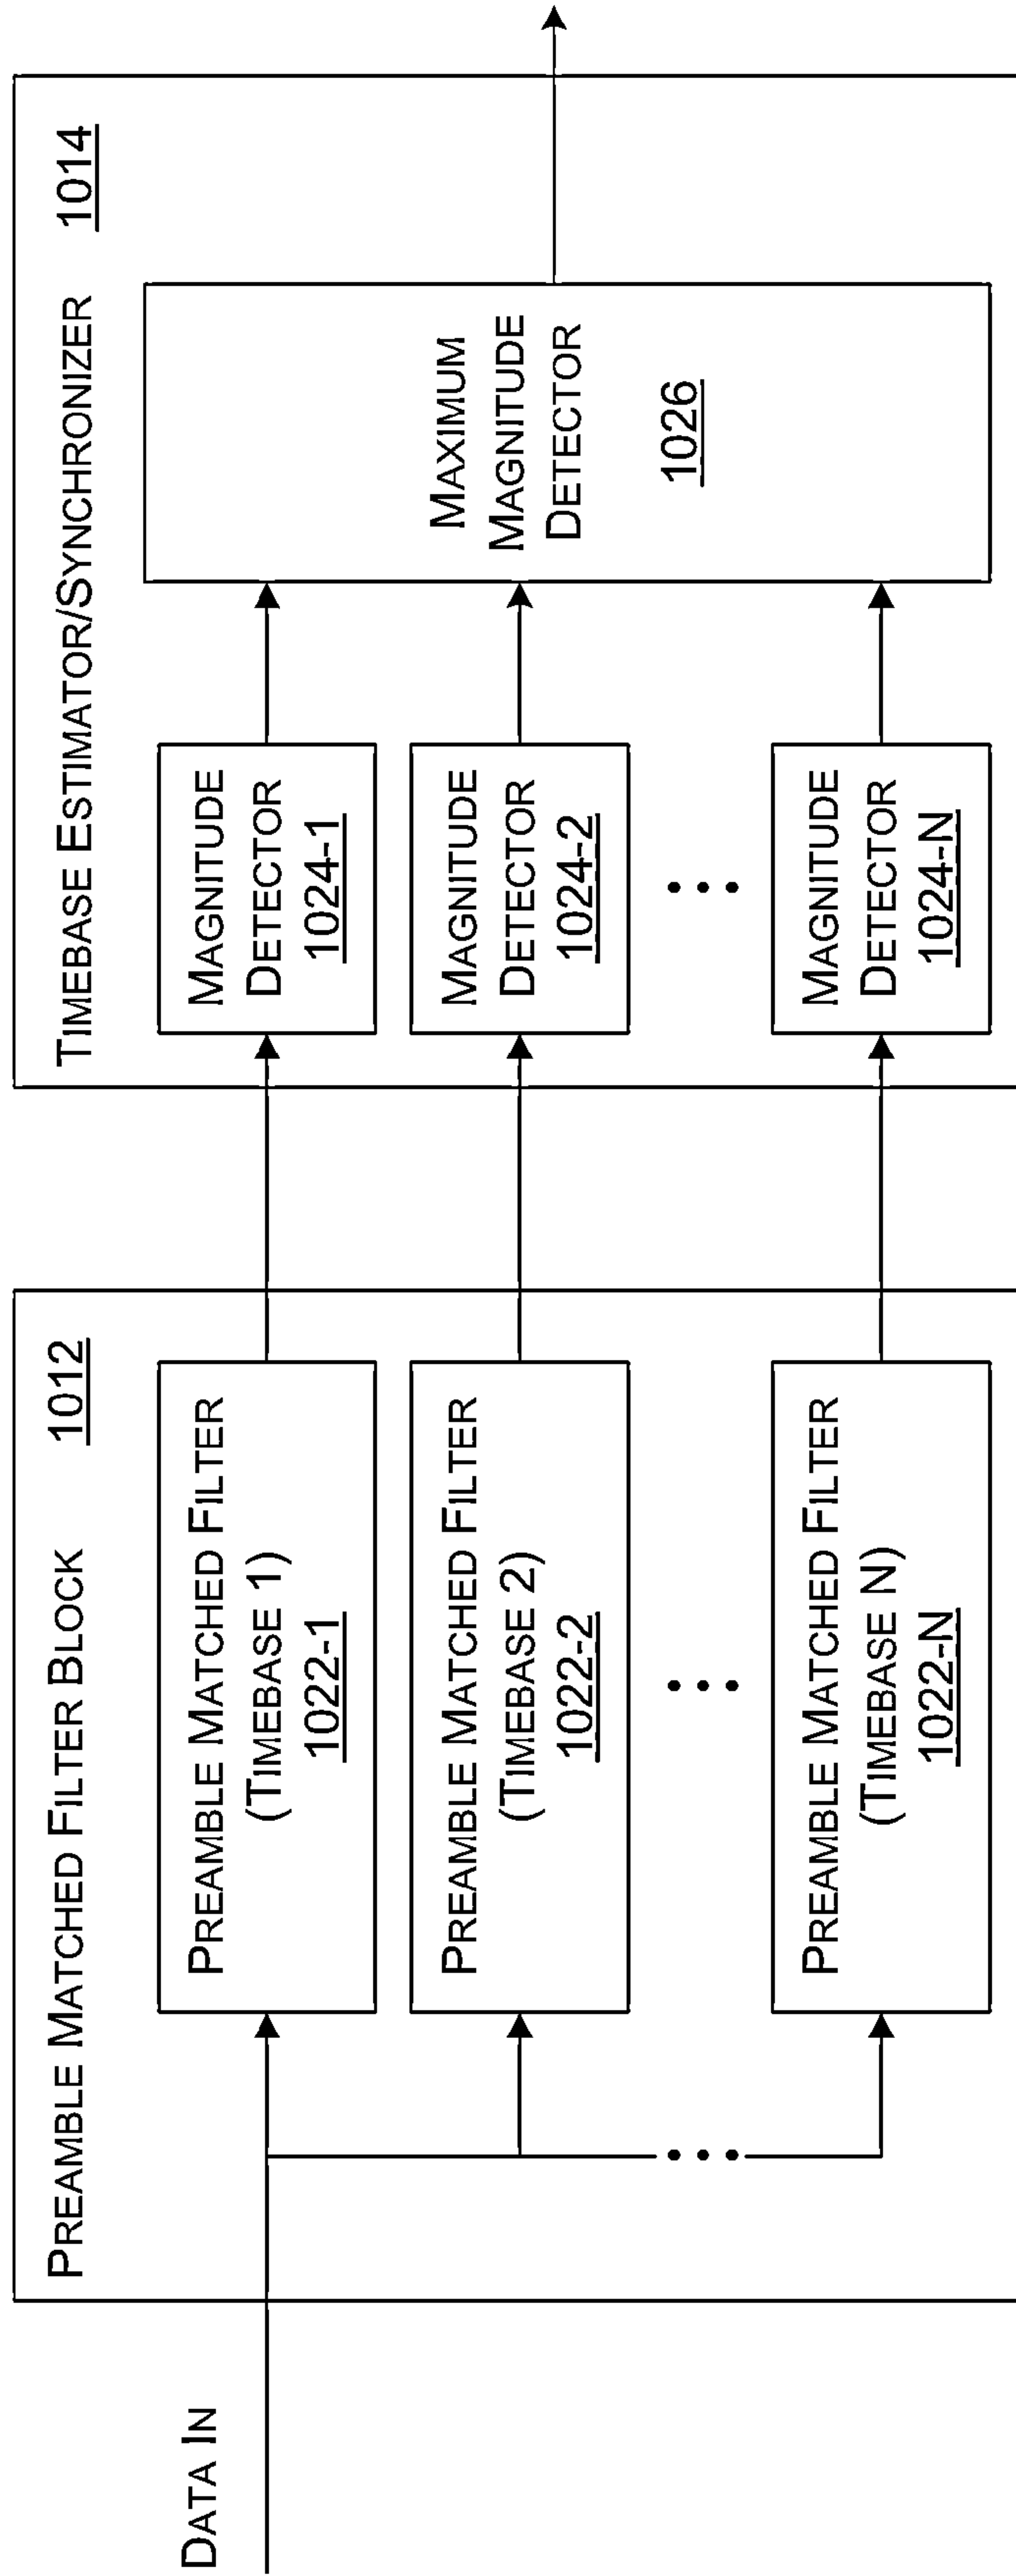 DATA IN
PREAMBLE MATCHED FILTER BLOCK 1012
PREAMBLE MATCHED FILTER
(TIMEBASE 1)
1022-1
PREAMBLE MATCHED FILTER
(TIMEBASE 2)
1022-2
• • •
• • •
PREAMBLE MATCHED FILTER
(TIMEBASE N)
1022-N
TIMEBASE ESTIMATOR/SYNCHRONIZER 1014
MAGNITUDE
DETECTOR
1024-1
MAGNITUDE
DETECTOR
1024-2
• • •
MAGNITUDE
DETECTOR
1024-N
MAXIMUM
MAGNITUDE
DETECTOR
1026